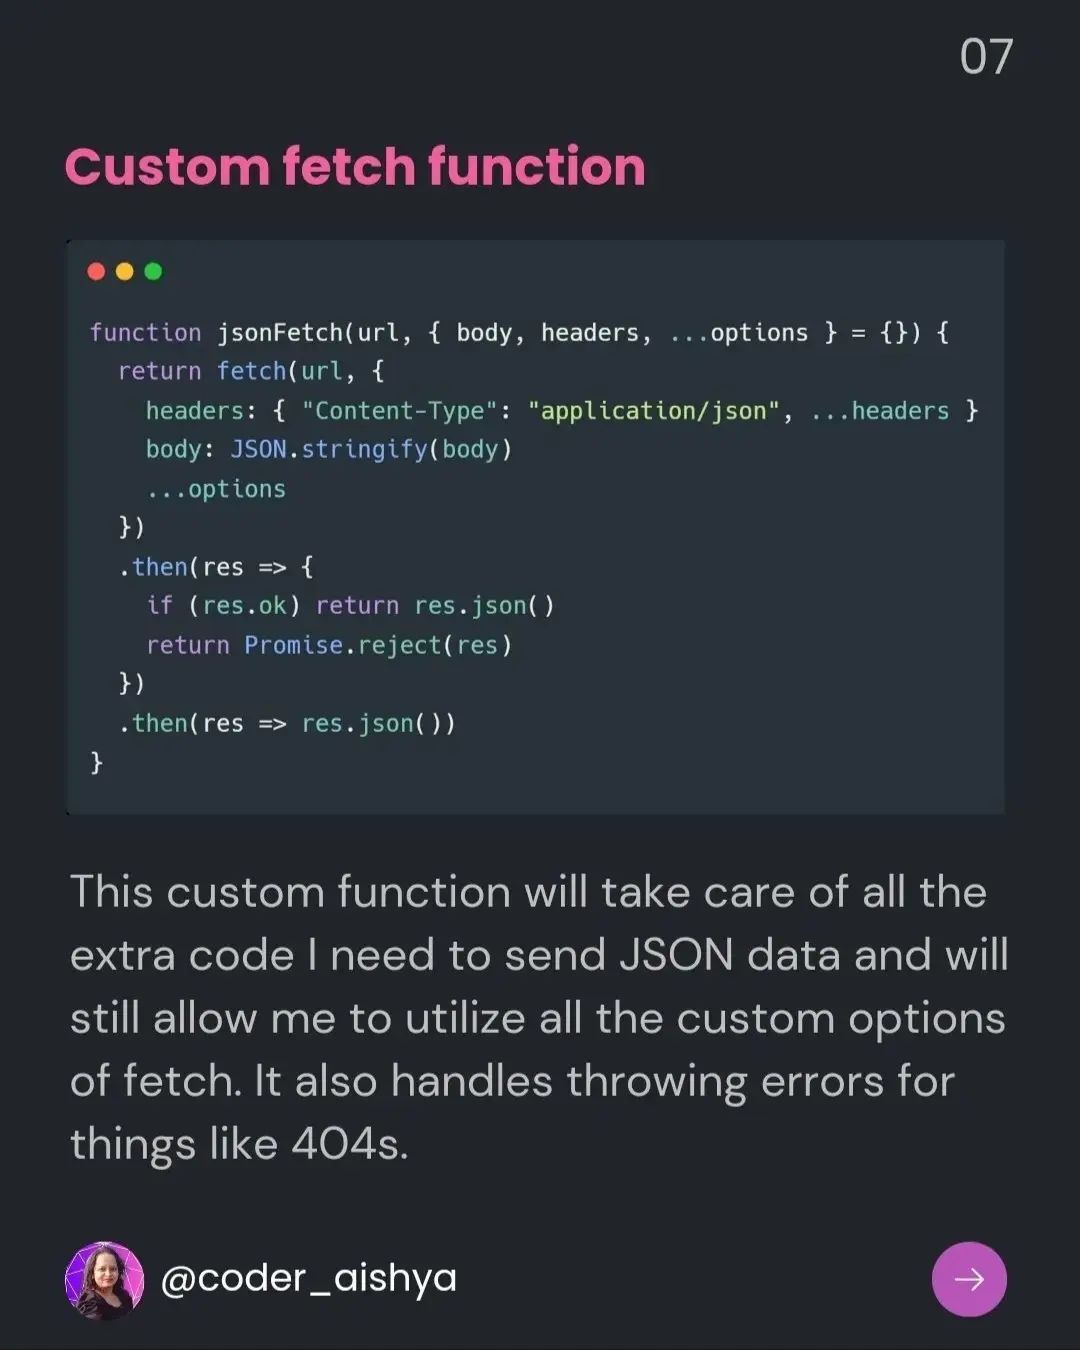 07
Custom fetch function
function jsonFetch(url, { body, headers, ...options } = {}) {
  return fetch(url, {
    headers: { "Content-Type": "application/json", ...headers }
    body: JSON.stringify(body)
    ...options
  })
  .then(res => {
    if (res.ok) return res.json()
    return Promise.reject(res)
  })
  .then(res => res.json())
}
This custom function will take care of all the
extra code I need to send JSON data and will
still allow me to utilize all the custom options
of fetch. It also handles throwing errors for
things like 404s.
@coder_aishya